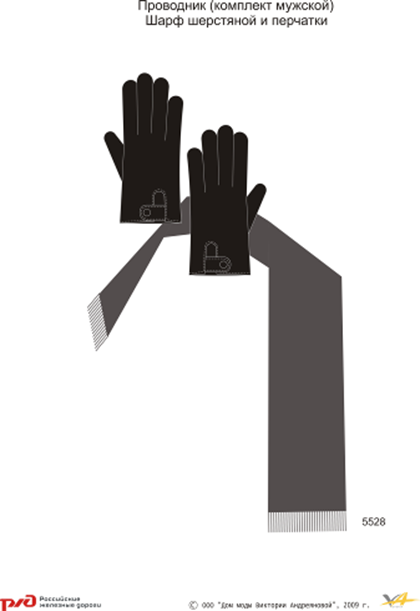 Проводник (комплект мужской)
Шарф шерстяной и перчатки
5528
Российские
железные дороги
© ООО "Дом моды Виктории Андреяновой", 2009 г.